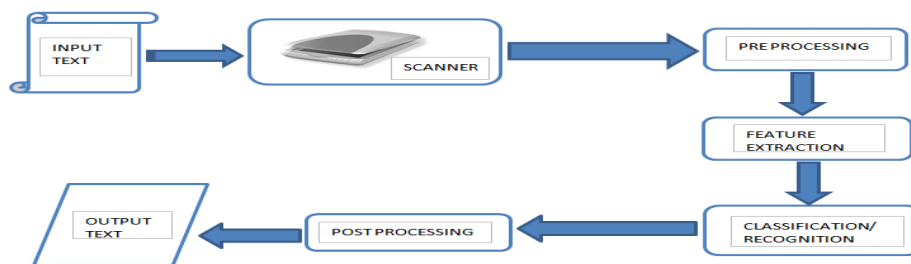 INPUT
TEXT
SCANNER
PRE PROCESSING
FEATURE
EXTRACTION
CLASSIFICATION/
RECOGNITION
POST PROCESSING
OUTPUT
TEXT